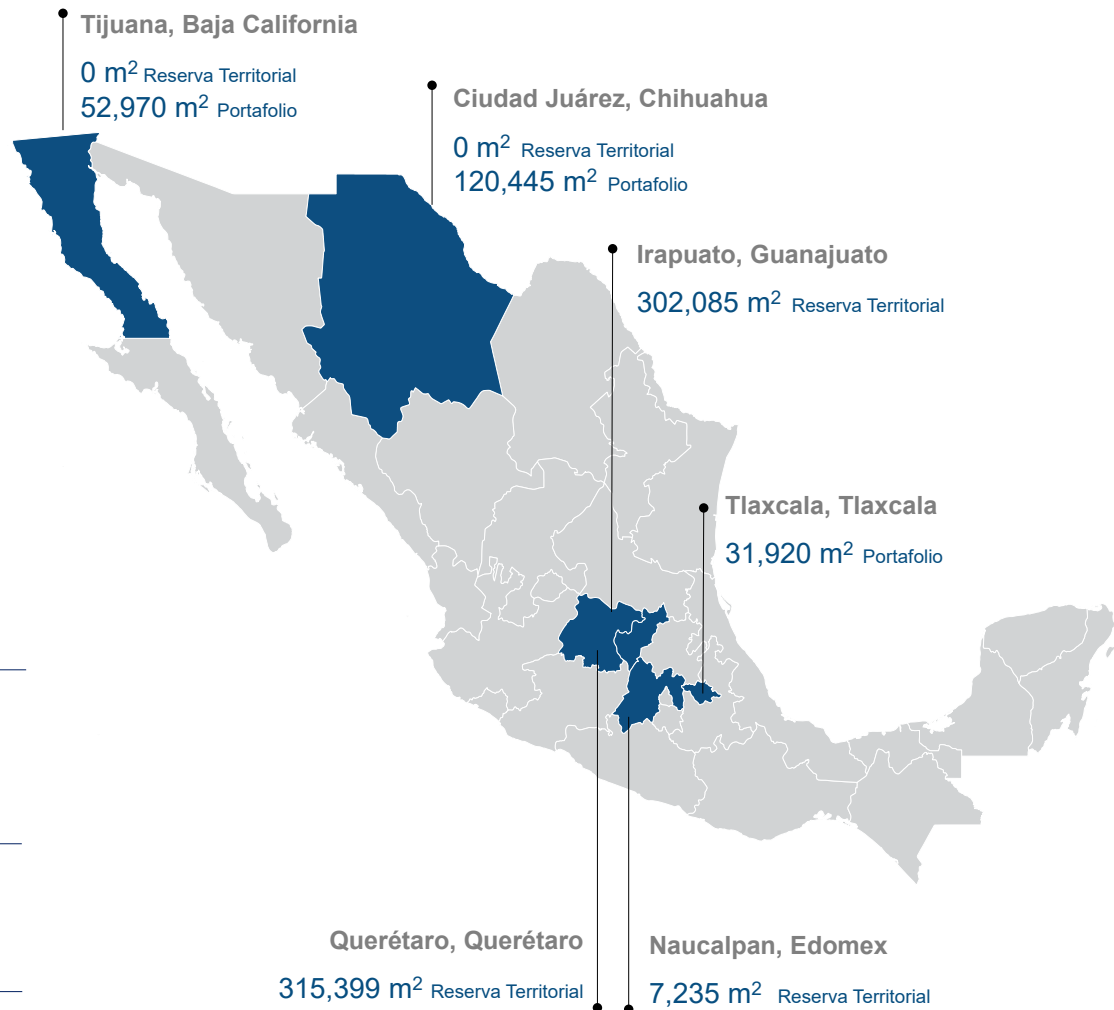 Tijuana, Baja California
0 m² Reserva Territorial
52,970 m² Portafolio
Ciudad Juárez, Chihuahua
0 m² Reserva Territorial
120,445 m² Portafolio
Irapuato, Guanajuato
302,085 m² Reserva Territorial
Tlaxcala, Tlaxcala
31,920 m² Portafolio
Querétaro, Querétaro
315,399 m² Reserva Territorial
Naucalpan, Edomex
7,235 m² Reserva Territorial